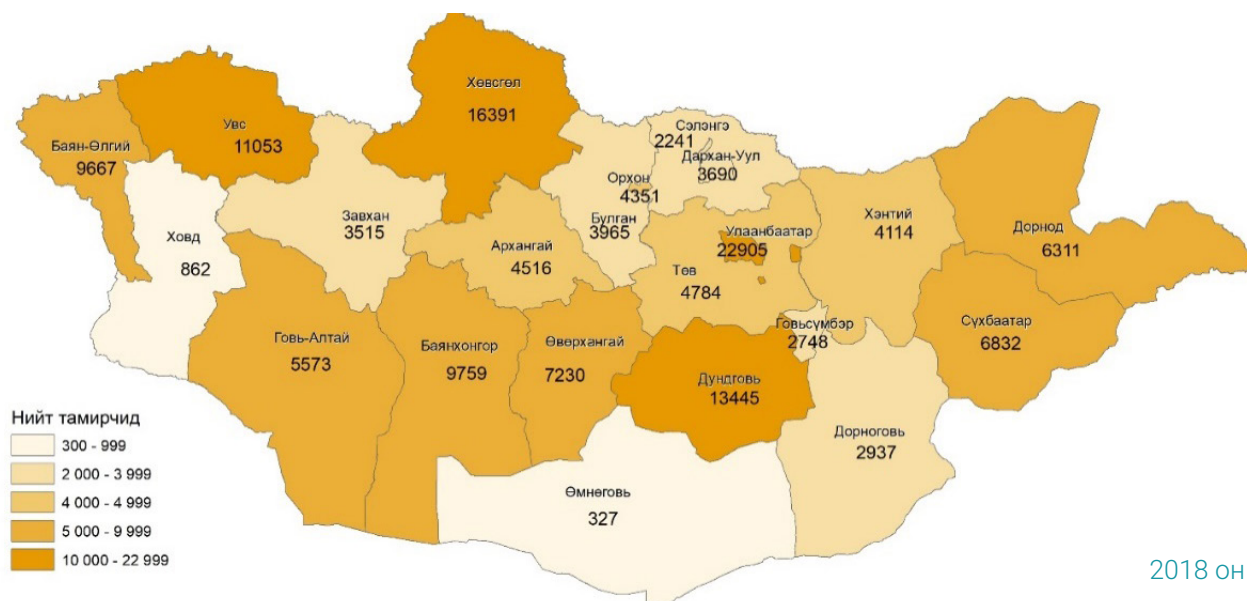 Хөвсгөл
16391
Увс
11053
Баян-Өлгий
9667
Сэлэнгэ
2241
Дархан-Уул
3690
Орхон
4351
Ховд
862
Завхан
3515
Булган
3965
Архангай
4516
Улаанбаатар
22905
Хэнтий
4114
Дорнод
6311
Төв
4784
Говь-Алтай
5573
Баянхонгор
9759
Өвөрхангай
7230
Говьсүмбэр
2748
Сүхбаатар
6832
Дундговь
13445
Дорноговь
2937
Өмнөговь
327
Нийт тамирчид
300 - 999
2 000 - 3 999
4 000 - 4 999
5 000 - 9 999
10 000 - 22 999
2018 он